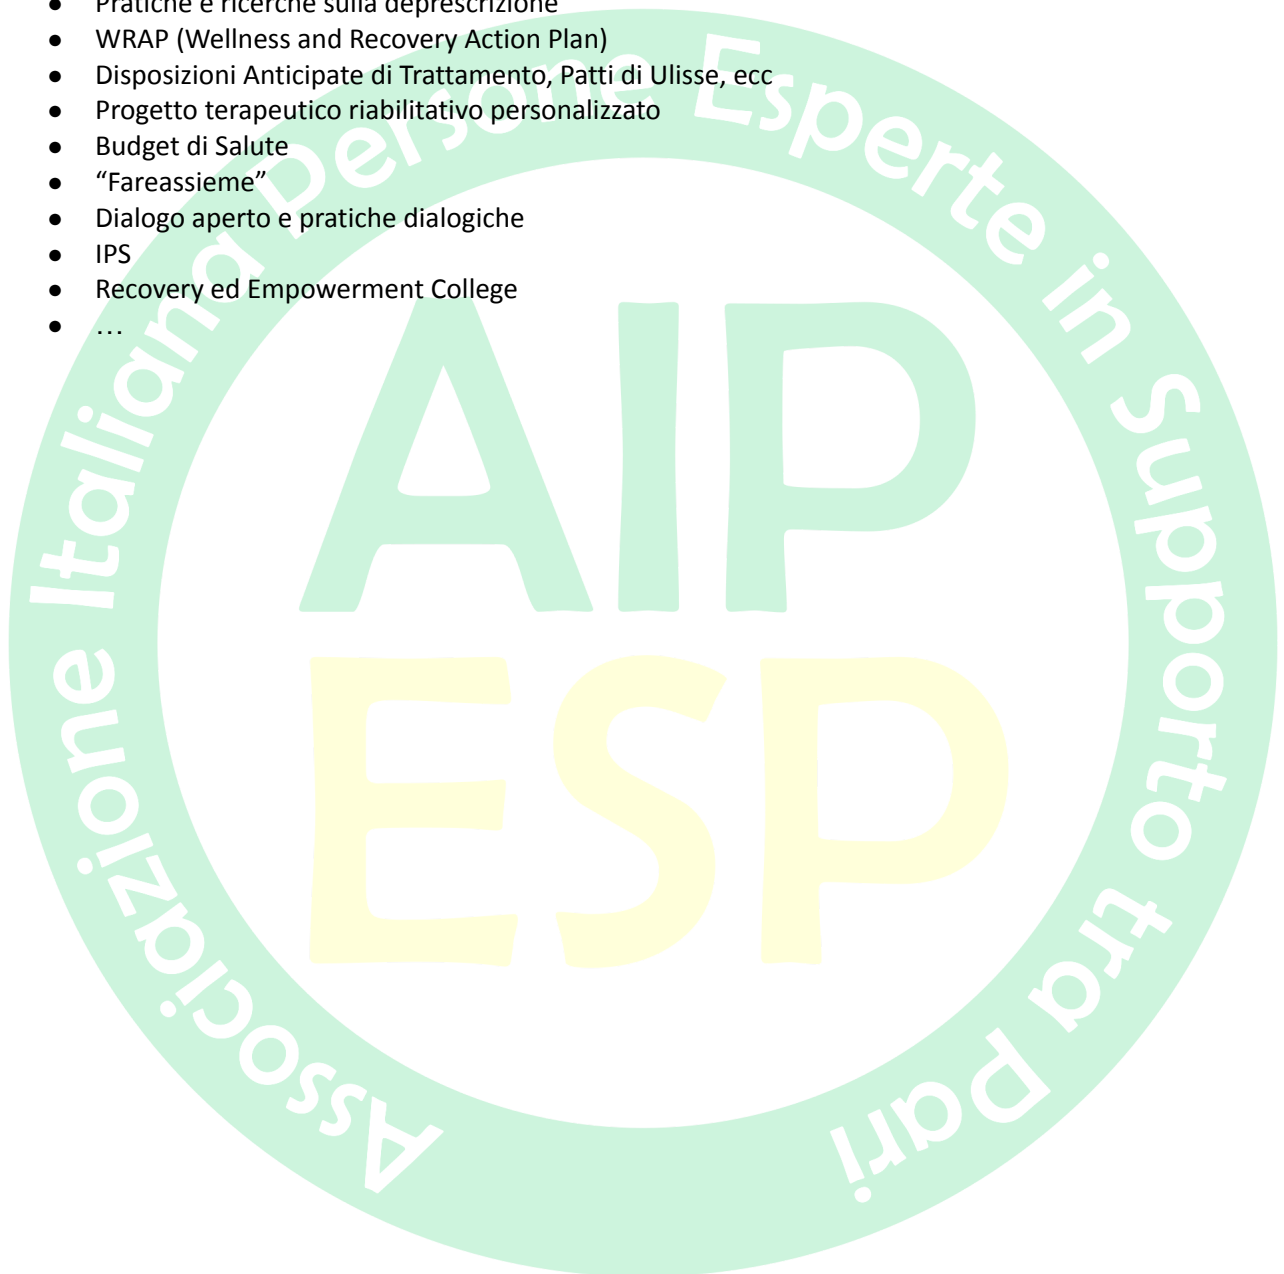 ● Pratiche e ricerche sulla deprescrizione
● WRAP (Wellness and Recovery Action Plan)
● Disposizioni Anticipate di Trattamento, Patti di Ulisse, ecc
● Progetto terapeutico riabilitativo personalizzato
● Budget di Salute
● “Fareassieme”
● Dialogo aperto e pratiche dialogiche
● IPS
● Recovery ed Empowerment College
● …
Associazione Italiana Persone Esperte in Supporto tra Pari
AIP
ESP